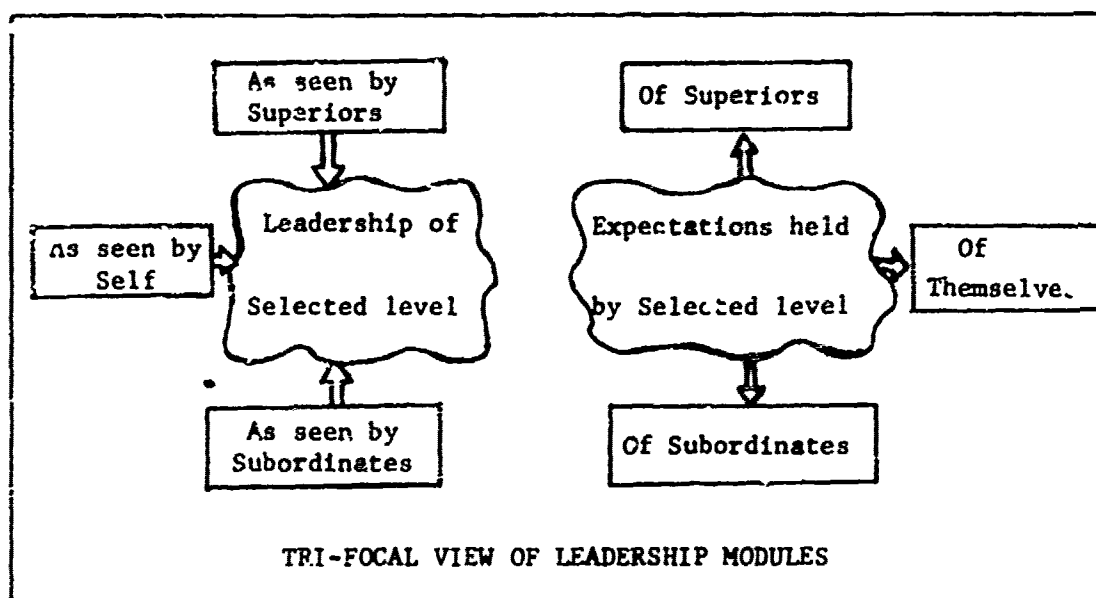 As seen by
Superiors
Of Superiors
As seen by
Self
Leadership of
Selected level
Expectations held
by Selected level
Of
Themselves
As seen by
Subordinates
Of Subordinates
TRI-FOCAL VIEW OF LEADERSHIP MODULES